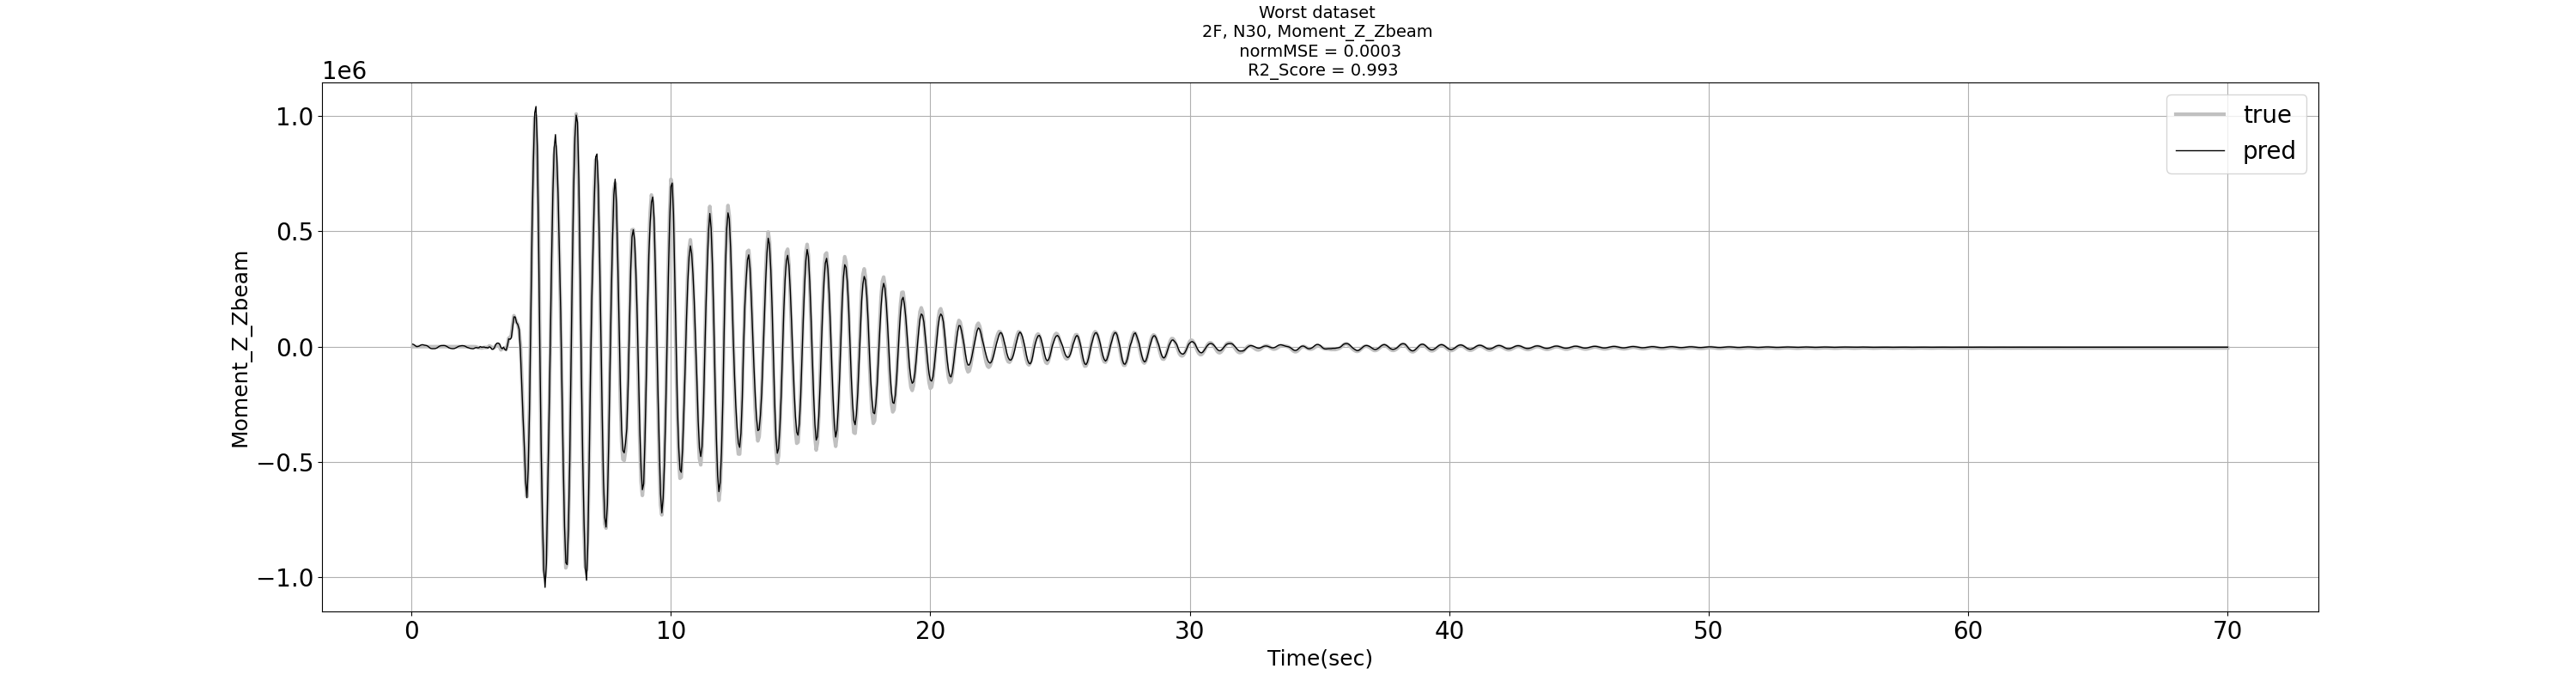 Worst dataset
2F, N30, Moment_Z_Zbeam
normMSE = 0.0003
R2_Score = 0.993
1e6
true
pred
1.0
0.5
0.0
−0.5
−1.0
Moment_Z_Zbeam
0 10 20 30 40 50 60 70
Time(sec)